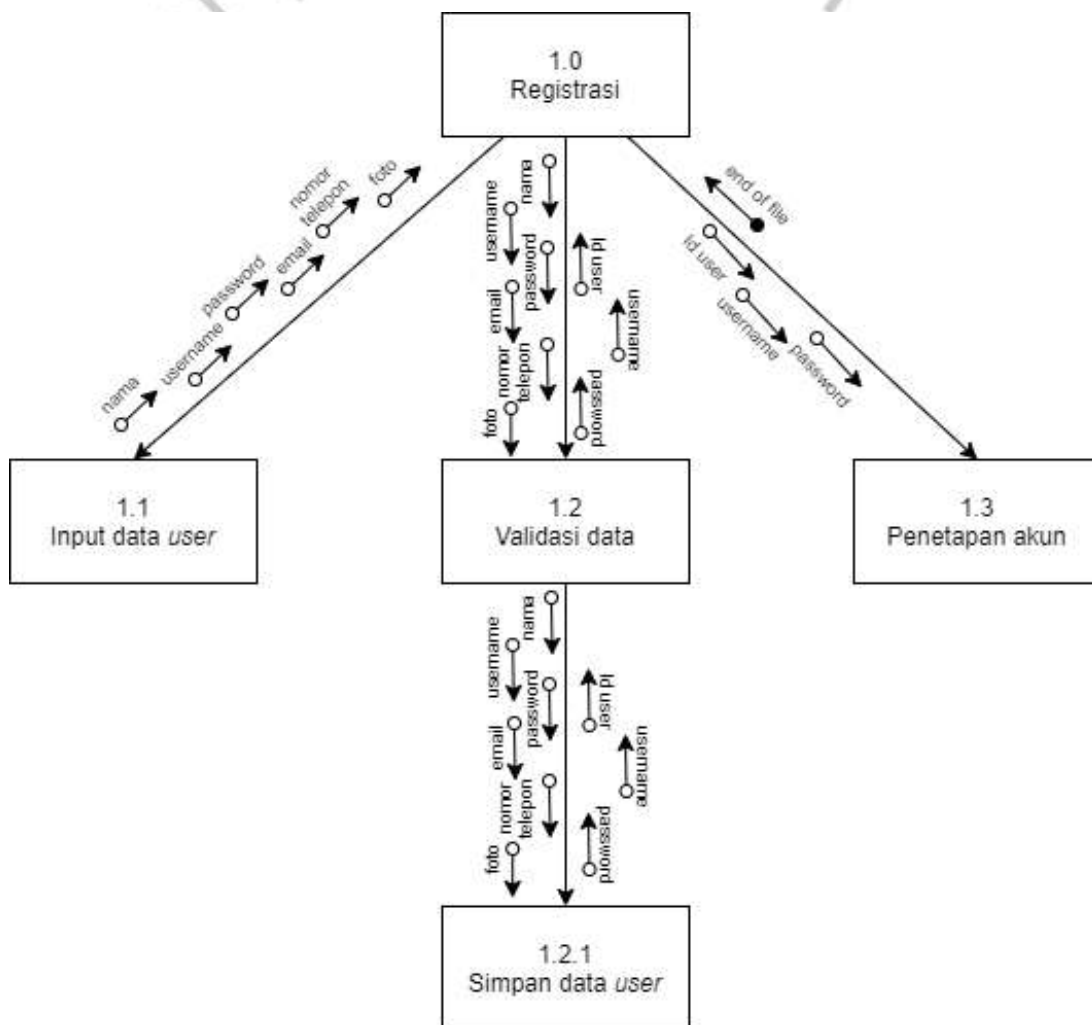 1.0
Registrasi
nama
username
password
email
nomor
telepon
foto
nama
username
password
email
nomor
telepon
foto
Id user
username
password
end of file
Id user
username
password
1.1
Input data user
1.2
Validasi data
1.3
Penetapan akun
nama
username
password
email
nomor
telepon
foto
Id user
username
password
1.2.1
Simpan data user